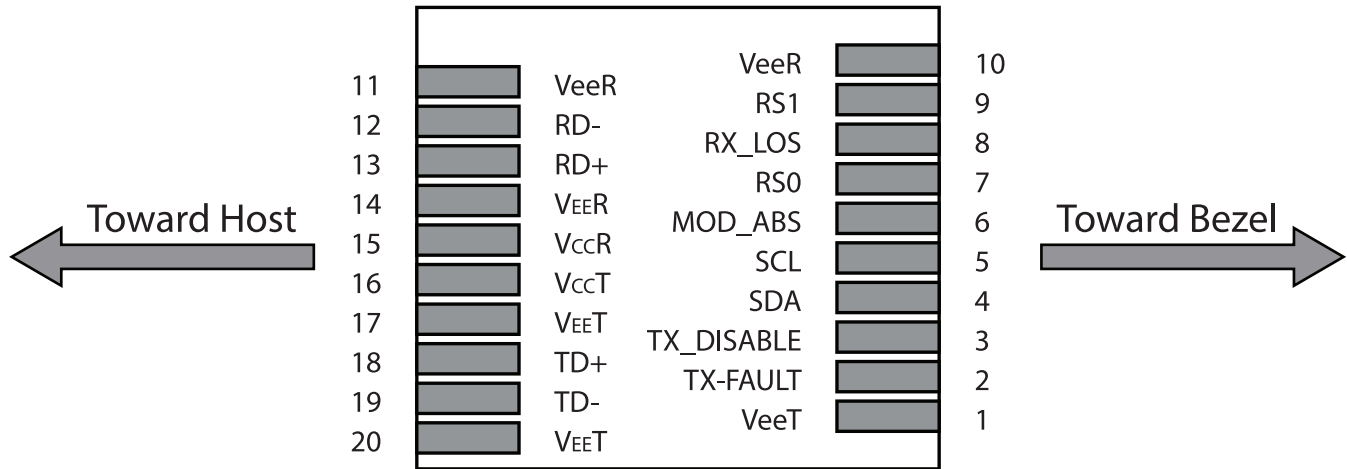 VeeR 10
11 VeeR
RS1 9
12 RD-
RX_LOS 8
13 RD+
RS0 7
14 VEER
MOD_ABS 6
Toward Host
Toward Bezel
15 VCCR
SCL 5
16 VCCT
SDA 4
17 VEET
TX_DISABLE 3
18 TD+
TX-FAULT 2
19 TD-
VeeT 1
20 VEET